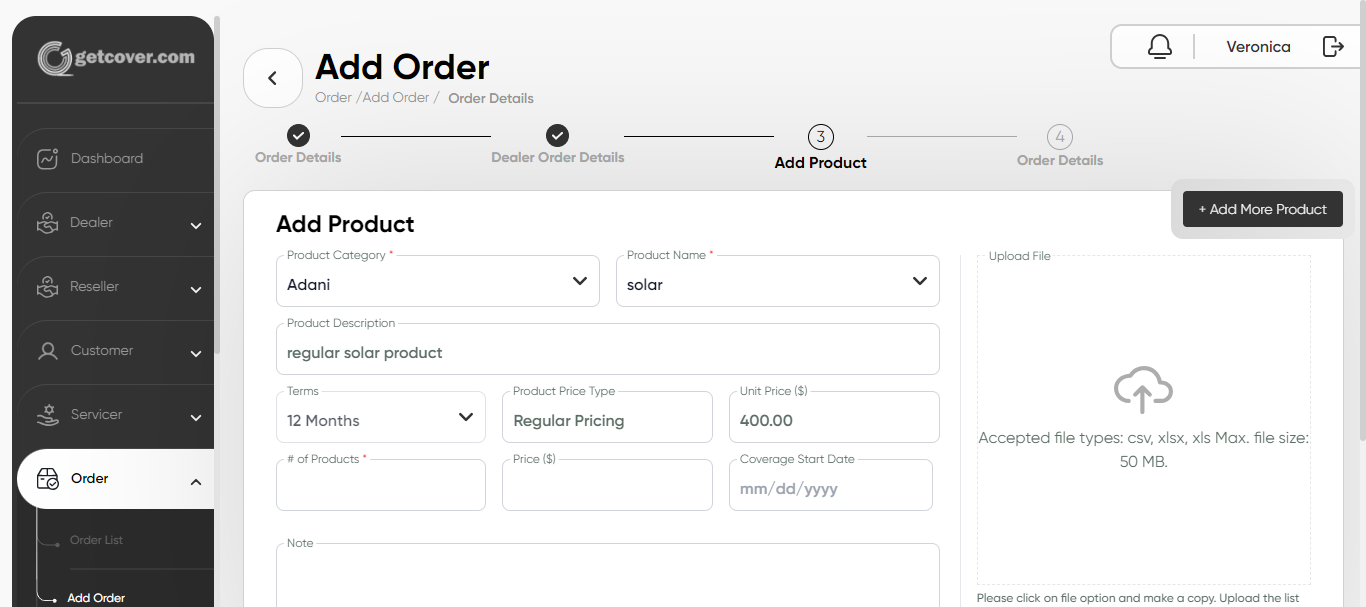 getcover.com
Dashboard
Dealer
Reseller
Customer
Servicer
Order
Order List
Add Order
Add Order
Order /Add Order / Order Details
Veronica
Order Details
Dealer Order Details
3
Add Product
4
Order Details
+ Add More Product
Add Product
Product Category *
Adani
Product Name *
solar
Product Description
regular solar product
Terms
12 Months
Product Price Type
Regular Pricing
Unit Price ($)
400.00
# of Products *
Price ($)
Coverage Start Date
mm/dd/yyyy
Note
Upload File
Accepted file types: csv, xlsx, xls Max. file size:
50 MB.
Please click on file option and make a copy. Upload the list